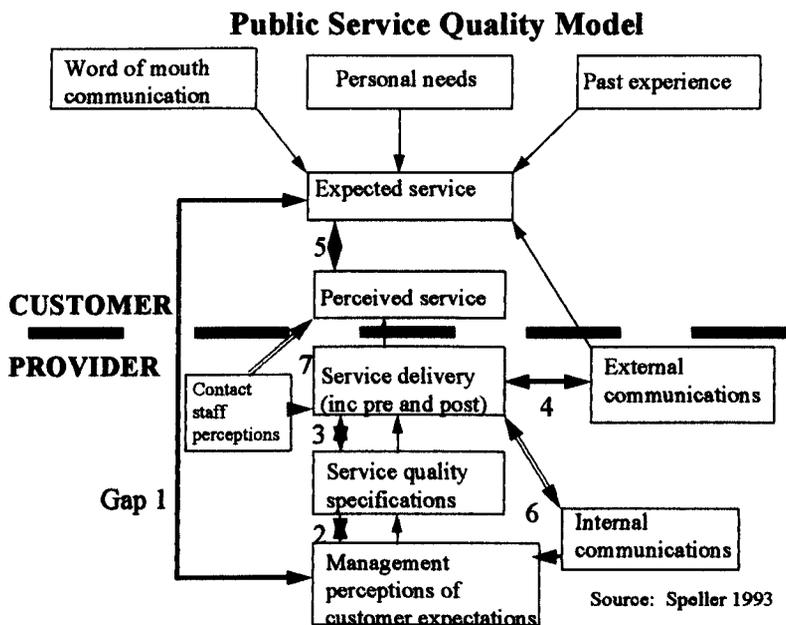 Public Service Quality Model
Word of mouth
communication
Personal needs
Past experience
Expected service
5
Perceived service
CUSTOMER
PROVIDER
Contact
staff
perceptions
7
Service delivery
(inc pre and post)
4
External
communications
3
Service quality
specifications
Gap 1
6
Internal
communications
2
Management
perceptions of
customer expectations
Source: Speller 1993